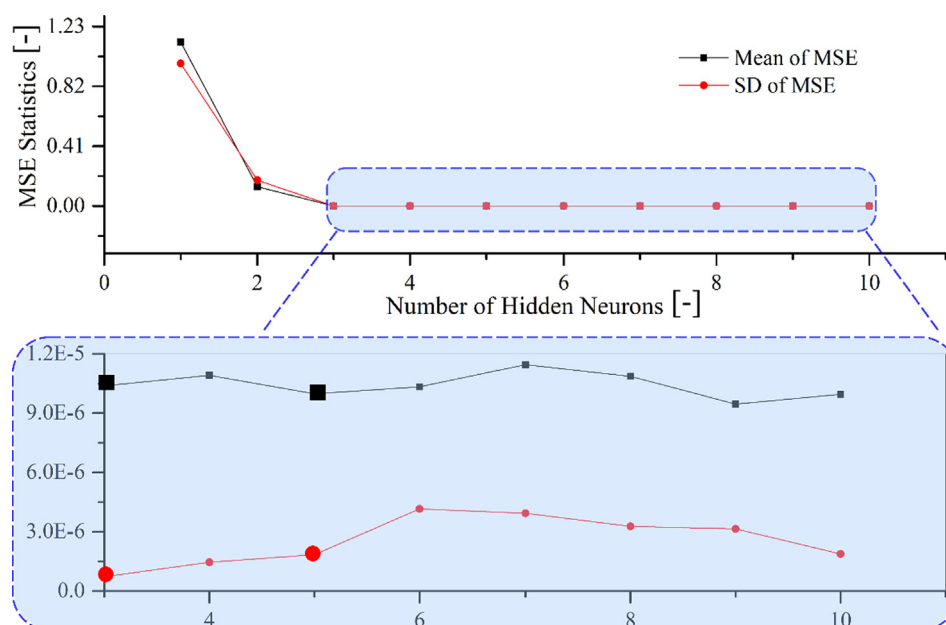 MSE Statistics [-]
1.23
0.82
0.41
0.00
Mean of MSE
SD of MSE
0 2 4 6 8 10
Number of Hidden Neurons [-]
1.2E-5
9.0E-6
6.0E-6
3.0E-6
0.0
4 6 8 10